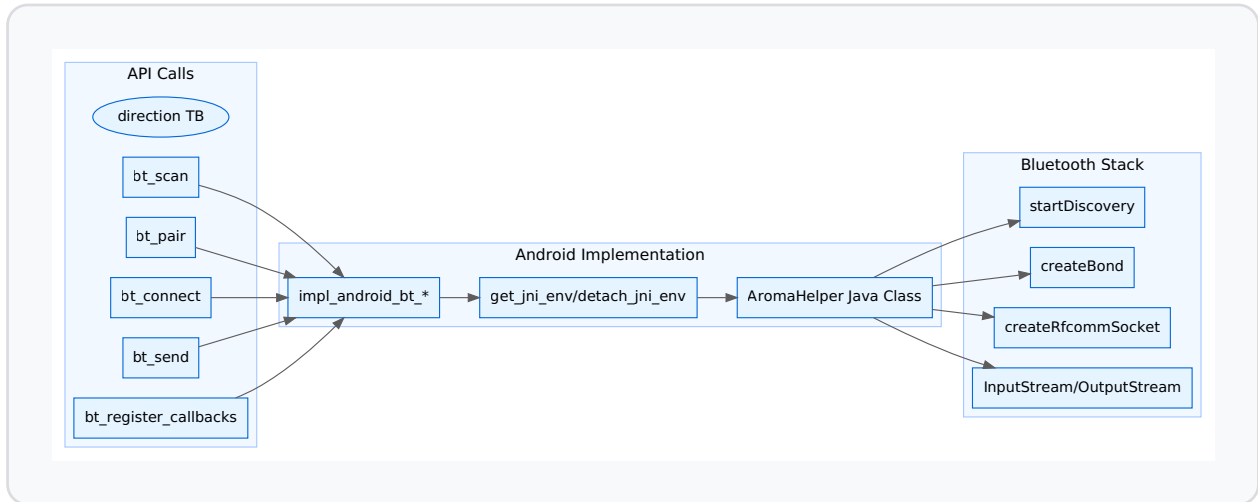 API Calls
direction TB
bt_scan
bt_pair
bt_connect
bt_send
bt_register_callbacks
Android Implementation
impl_android_bt_*
get_jni_env/detach_jni_env
AromaHelper Java Class
Bluetooth Stack
startDiscovery
createBond
createRfcommSocket
InputStream/OutputStream